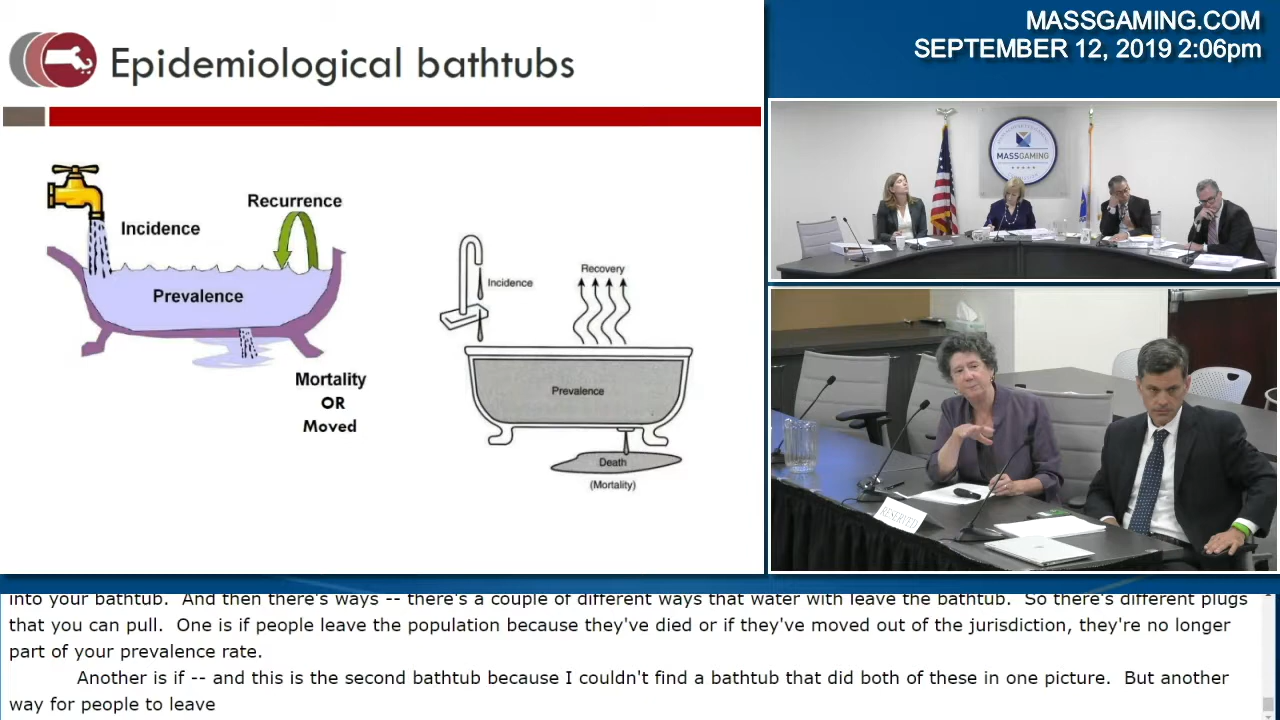 Epidemiological bathtubs
MASSGAMING.COM
SEPTEMBER 12, 2019 2:06pm
Incidence
Recurrence
Prevalence
Mortality
OR
Moved
Incidence
Recovery
Prevalence
Death
(Mortality)
MASSGAMING
RESERVED
into your bathtub.  And then there's ways -- there's a couple of different ways that water with leave the bathtub.  So there's different plugs
that you can pull.  One is if people leave the population because they've died or if they've moved out of the jurisdiction, they're no longer
part of your prevalence rate.
Another is if -- and this is the second bathtub because I couldn't find a bathtub that did both of these in one picture.  But another
way for people to leave